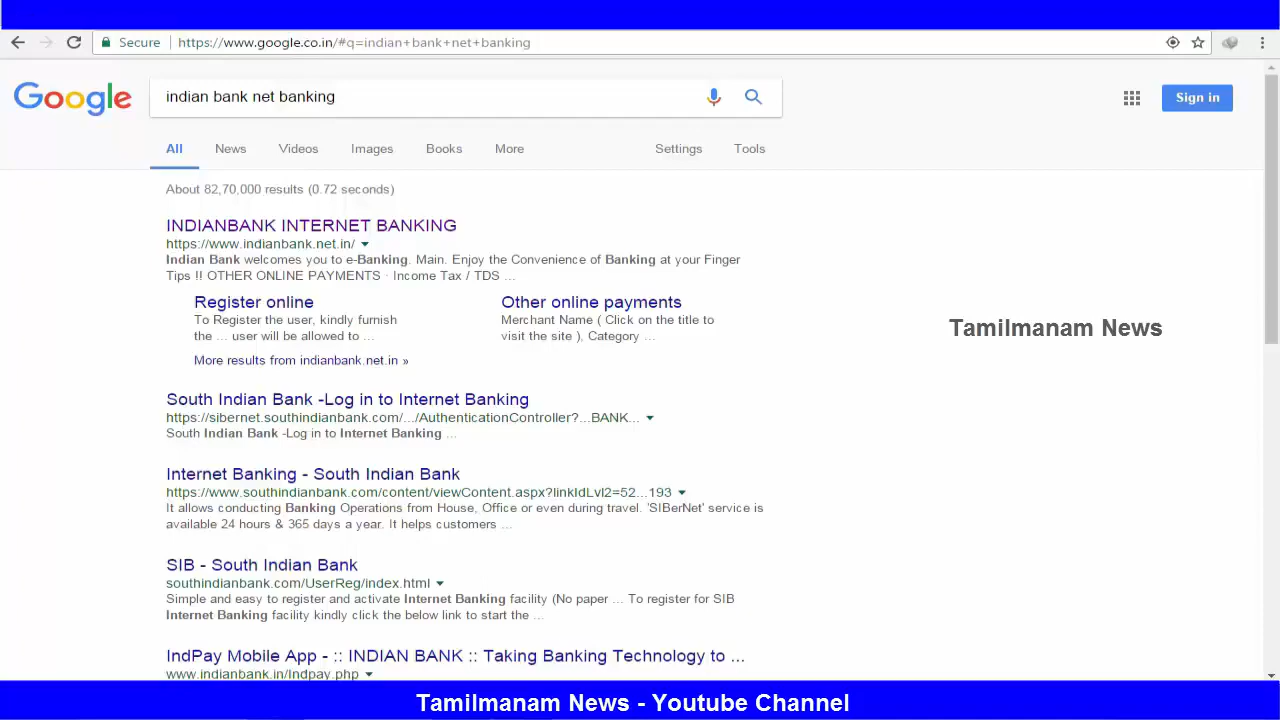 Secure https://www.google.co.in/#q=indian+bank+net+banking
Google
indian bank net banking
Sign in
All News Videos Images Books More Settings Tools
About 82,70,000 results (0.72 seconds)
INDIANBANK INTERNET BANKING
https://www.indianbank.net.in/
Indian Bank welcomes you to e-Banking. Main. Enjoy the Convenience of Banking at your Finger
Tips !! OTHER ONLINE PAYMENTS · Income Tax / TDS ...
Register online
To Register the user, kindly furnish
the ... user will be allowed to ...
Other online payments
Merchant Name ( Click on the title to
visit the site ), Category ...
More results from indianbank.net.in »
Tamilmanam News
South Indian Bank -Log in to Internet Banking
https://sibernet.southindianbank.com/.../AuthenticationController?...BANK...
South Indian Bank -Log in to Internet Banking ...
Internet Banking - South Indian Bank
https://www.southindianbank.com/content/viewContent.aspx?linkIdLvl2=52...193
It allows conducting Banking Operations from House, Office or even during travel. 'SIBerNet' service is
available 24 hours & 365 days a year. It helps customers ...
SIB - South Indian Bank
southindianbank.com/UserReg/index.html
Simple and easy to register and activate Internet Banking facility (No paper ... To register for SIB
Internet Banking facility kindly click the below link to start the ...
IndPay Mobile App - :: INDIAN BANK :: Taking Banking Technology to ...
www.indianbank.in/Indpay.php
Tamilmanam News - Youtube Channel